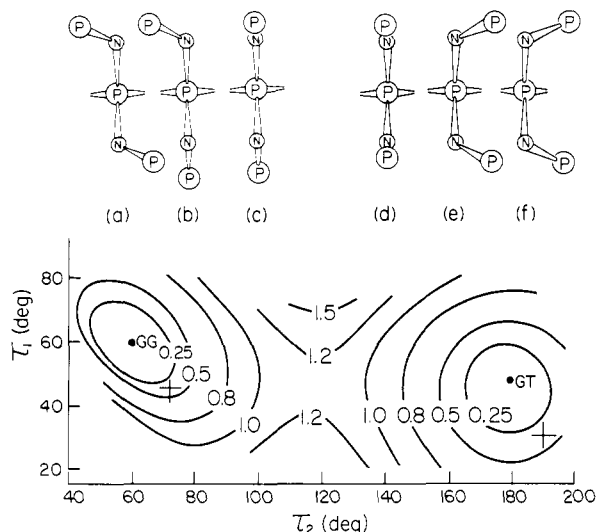 P P P P P P
N N N N N N
P P P P P P
N N N N N N
P P P P P P
(a) (b) (c) (d) (e) (f)
τ₁ (deg)
80
60
40
20
GG
0.25
0.5
0.8
1.0
1.5
1.2
1.2
1.0
0.8
0.5
0.25
GT
40 60 80 100 120 140 160 180 200
τ₂ (deg)